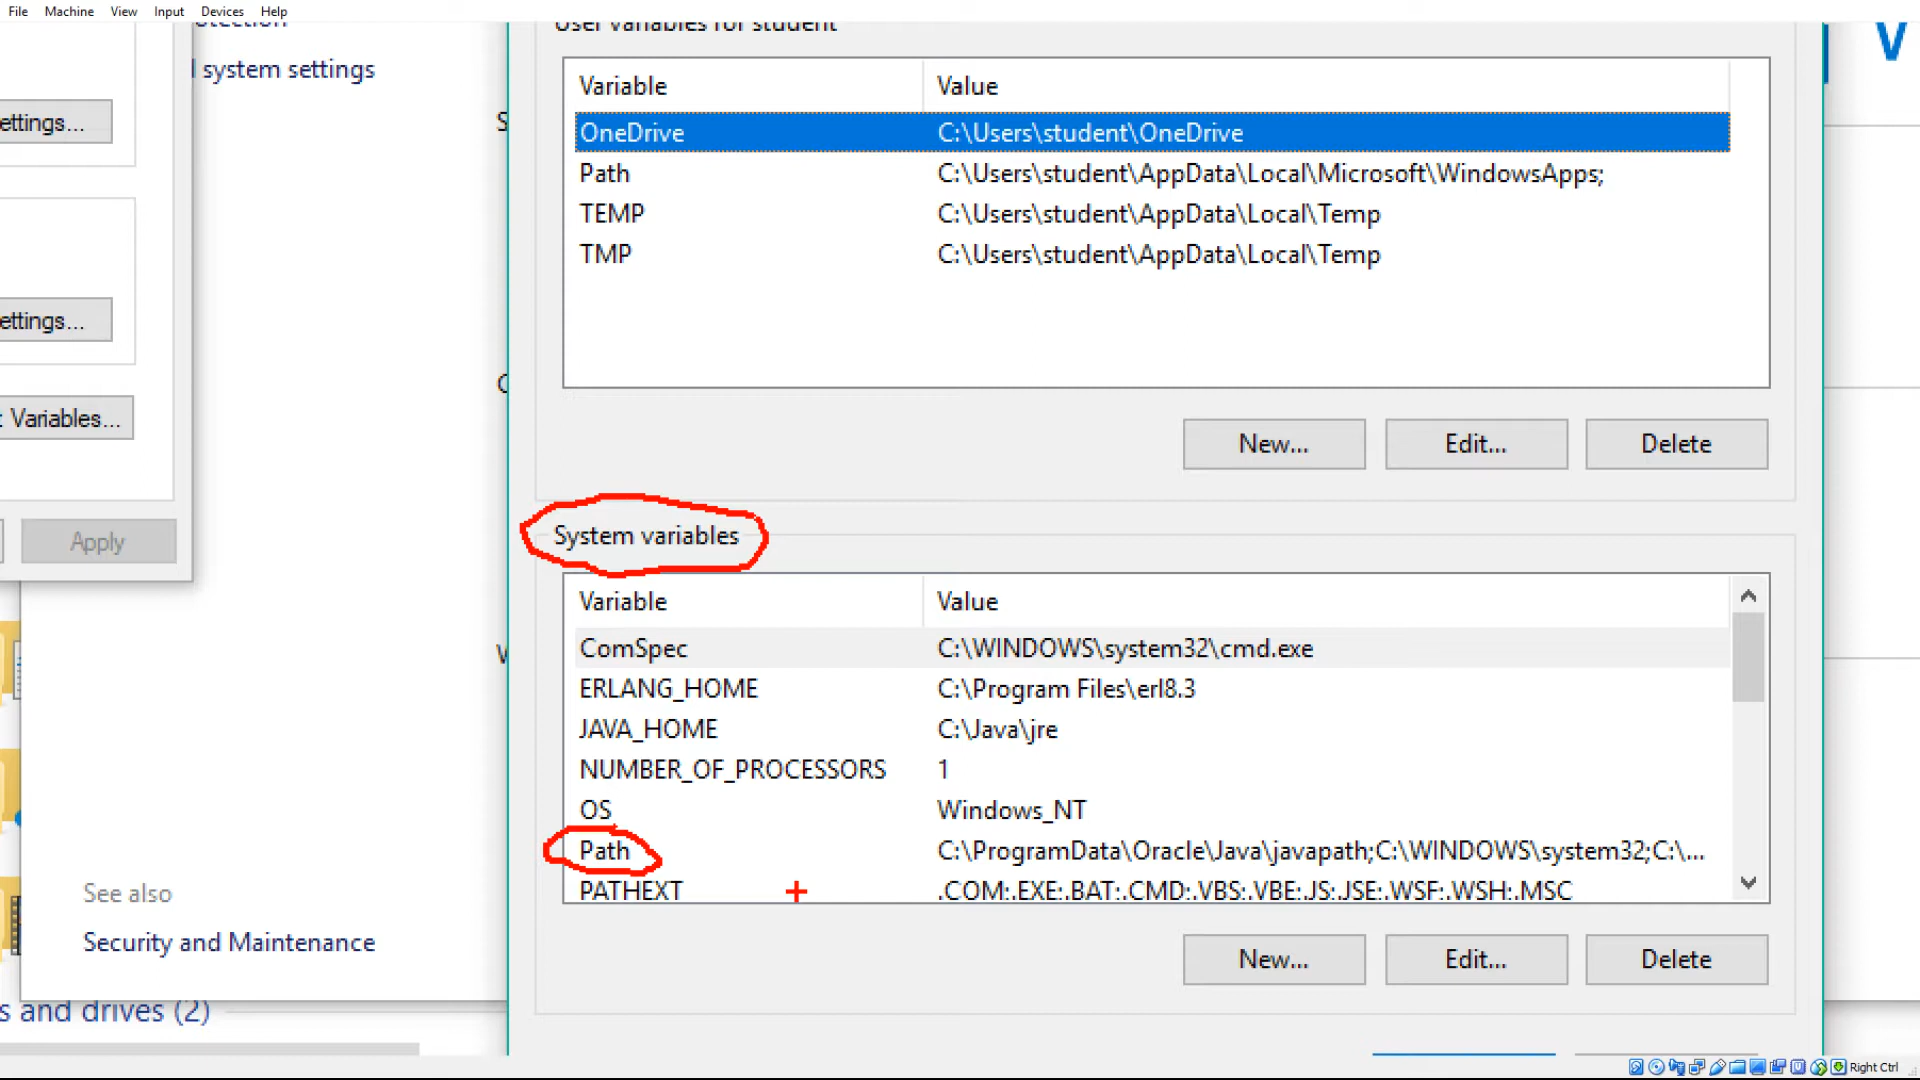 File Machine View Input Devices Help
User variables for student
system settings
V
Variable Value
ettings...
S
OneDrive C:\Users\student\OneDrive
Path C:\Users\student\AppData\Local\Microsoft\WindowsApps;
TEMP C:\Users\student\AppData\Local\Temp
TMP C:\Users\student\AppData\Local\Temp
ettings...
Variables...
New... Edit... Delete
Apply
System variables
Variable Value
ComSpec C:\WINDOWS\system32\cmd.exe
ERLANG_HOME C:\Program Files\erl8.3
JAVA_HOME C:\Java\jre
NUMBER_OF_PROCESSORS 1
OS Windows_NT
Path C:\ProgramData\Oracle\Java\javapath;C:\WINDOWS\system32;C:\...
PATHEXT .COM;.EXE;.BAT;.CMD;.VBS;.VBE;.JS;.JSE;.WSF;.WSH;.MSC
See also
Security and Maintenance
New... Edit... Delete
s and drives (2)
Right Ctrl